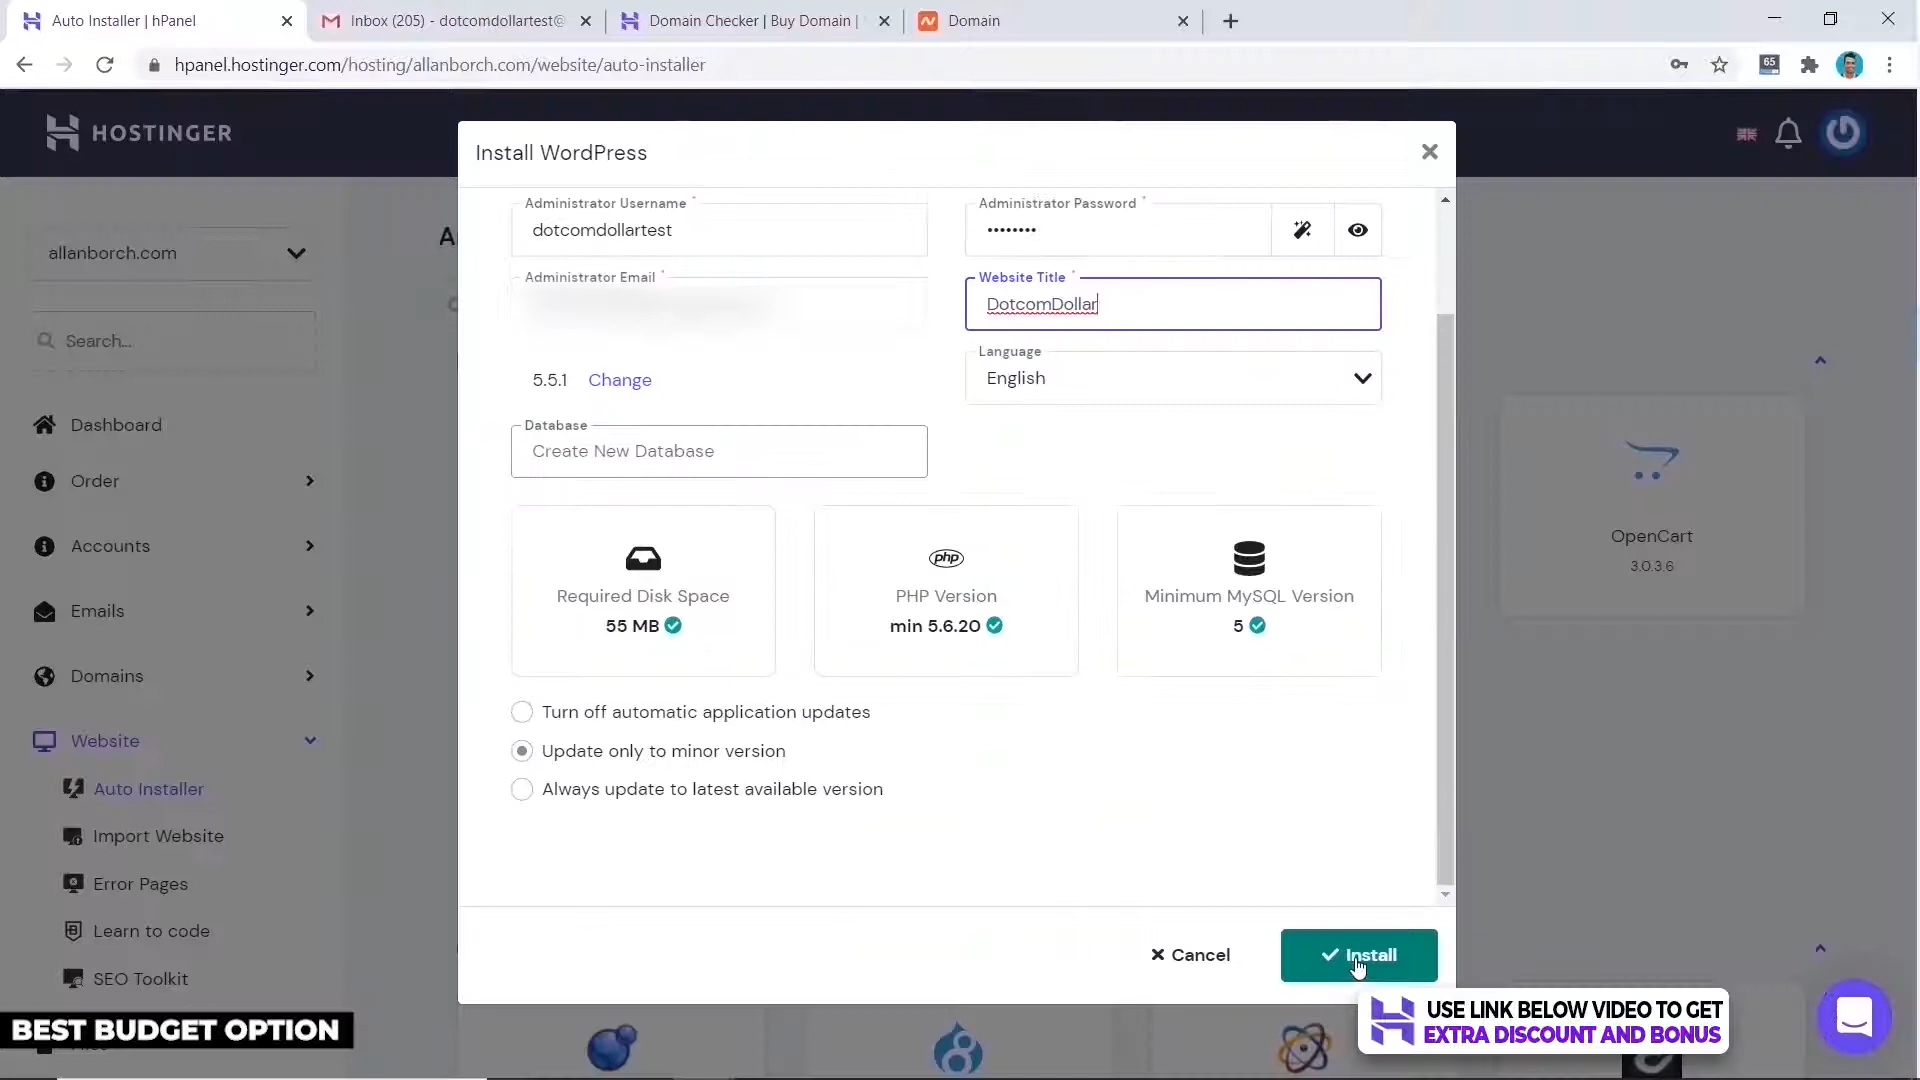 Auto Installer | hPanel
Inbox (205) - dotcomdollartest@
Domain Checker | Buy Domain |
Domain
hpanel.hostinger.com/hosting/allanborch.com/website/auto-installer
65
HOSTINGER
allanborch.com
Search...
Dashboard
Order
Accounts
Emails
Domains
Website
Auto Installer
Import Website
Error Pages
Learn to code
SEO Toolkit
Install WordPress
Administrator Username *
dotcomdollartest
Administrator Password *
••••••••
Administrator Email *
Website Title *
DotcomDollar
5.5.1 Change
Language
English
Database
Create New Database
Required Disk Space
55 MB
php
PHP Version
min 5.6.20
Minimum MySQL Version
5
Turn off automatic application updates
Update only to minor version
Always update to latest available version
Cancel
Install
OpenCart
3.0.3.6
BEST BUDGET OPTION
USE LINK BELOW VIDEO TO GET
EXTRA DISCOUNT AND BONUS